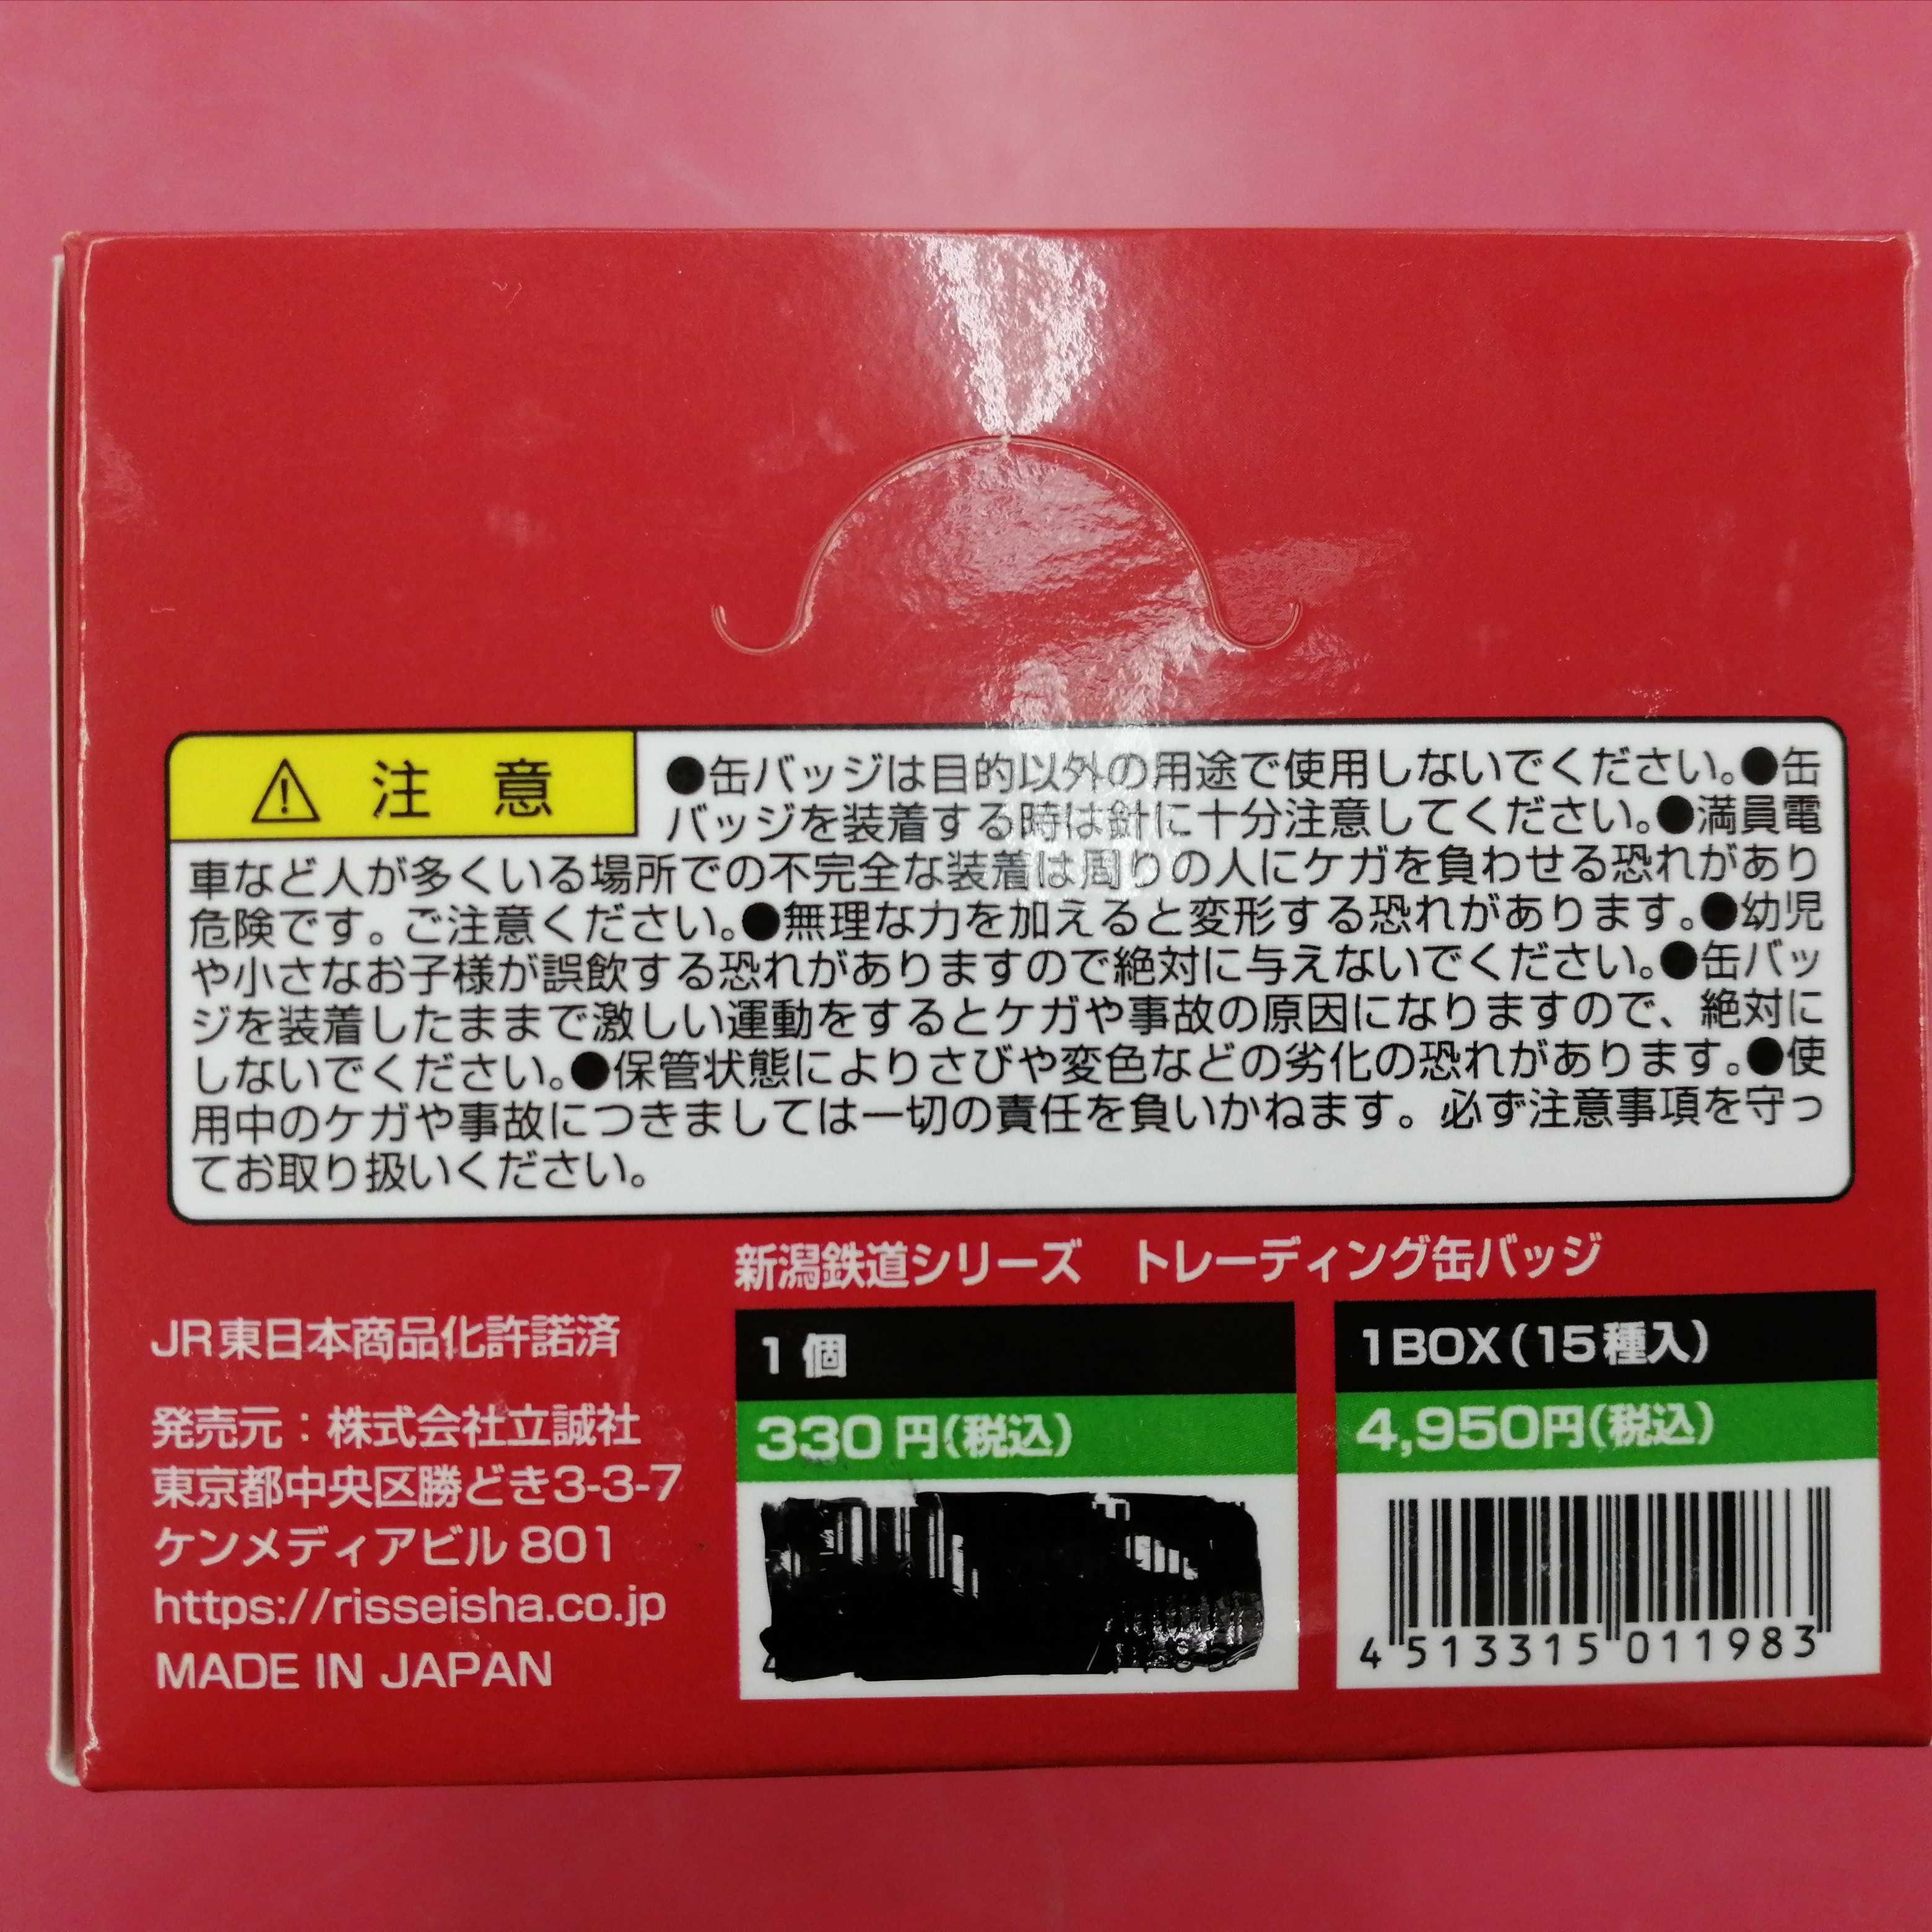 注意
●缶バッジは目的以外の用途で使用しないでください。●缶
バッジを装着する時は針に十分注意してください。●満員電
車など人が多くいる場所での不完全な装着は周りの人にケガを負わせる恐れがあり
危険です。ご注意ください。●無理な力を加えると変形する恐れがあります。●幼児
や小さなお子様が誤飲する恐れがありますので絶対に与えないでください。●缶バッ
ジを装着したままで激しい運動をするとケガや事故の原因になりますので、絶対に
しないでください。●保管状態によりさびや変色などの劣化の恐れがあります。●使
用中のケガや事故につきましては一切の責任を負いかねます。必ず注意事項を守っ
てお取り扱いください。
新潟鉄道シリーズ トレーディング缶バッジ
JR東日本商品化許諾済
発売元：株式会社立誠社
東京都中央区勝どき3-3-7
ケンメディアビル801
https://risseisha.co.jp
MADE IN JAPAN
1個
330円(税込)
1BOX(15種入)
4,950円(税込)
4513315011983